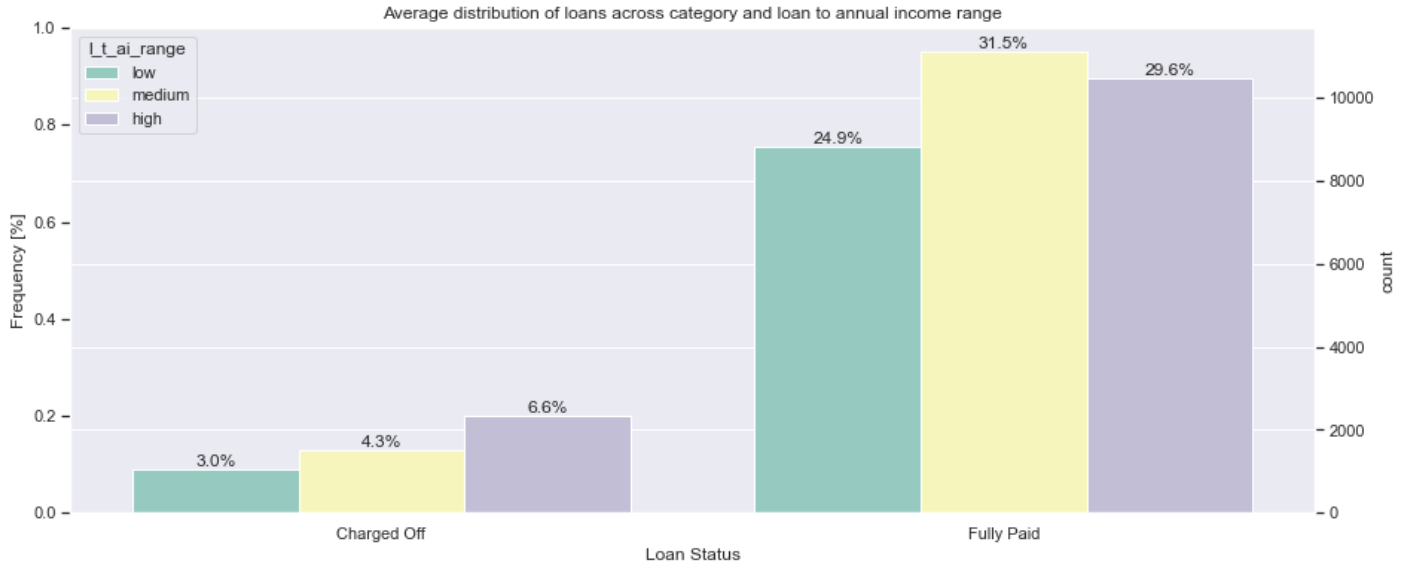 Average distribution of loans across category and loan to annual income range
l_t_ai_range
low
medium
high
Frequency [%]
1.0
0.8
0.6
0.4
0.2
0.0
3.0%
4.3%
6.6%
24.9%
31.5%
29.6%
10000
8000
6000
4000
2000
0
count
Charged Off
Fully Paid
Loan Status